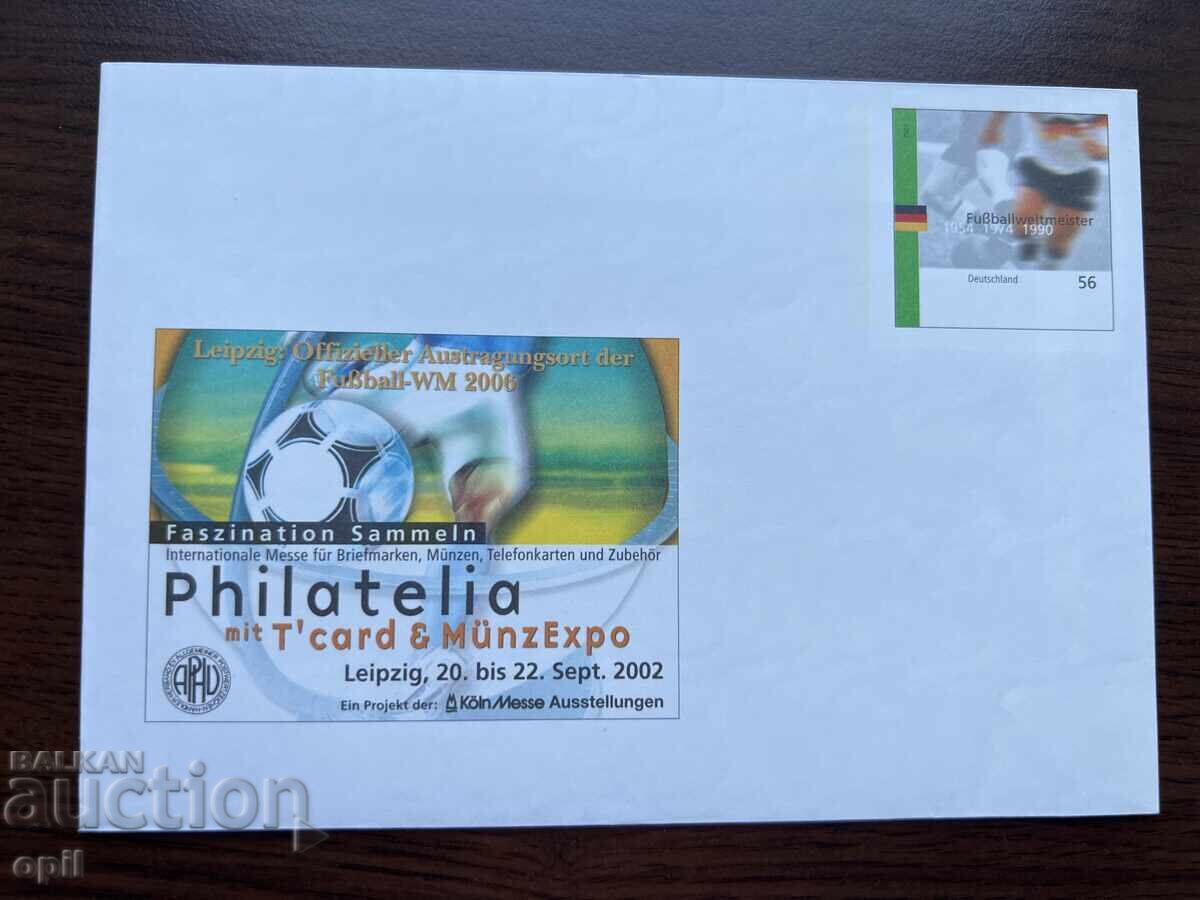 Fußballweltmeister
1954 1974 1990
Deutschland 56
Leipzig: Offizieller Austragungsort der
Fußball-WM 2006
Faszination Sammeln
Internationale Messe für Briefmarken, Münzen, Telefonkarten und Zubehör
Philatelia
mit T'card & MünzExpo
Leipzig, 20. bis 22. Sept. 2002
APHV
Ein Projekt der: KölnMesse Ausstellungen
BALKAN
auction
opil